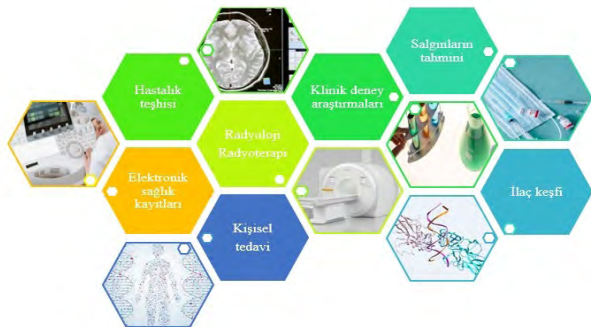 Salgınların
tahmini
Hastalık
teşhisi
Klinik deney
araştırmaları
Radyoloji
Radyoterapi
Elektronik
sağlık
kayıtları
İlaç keşfi
Kişisel
tedavi